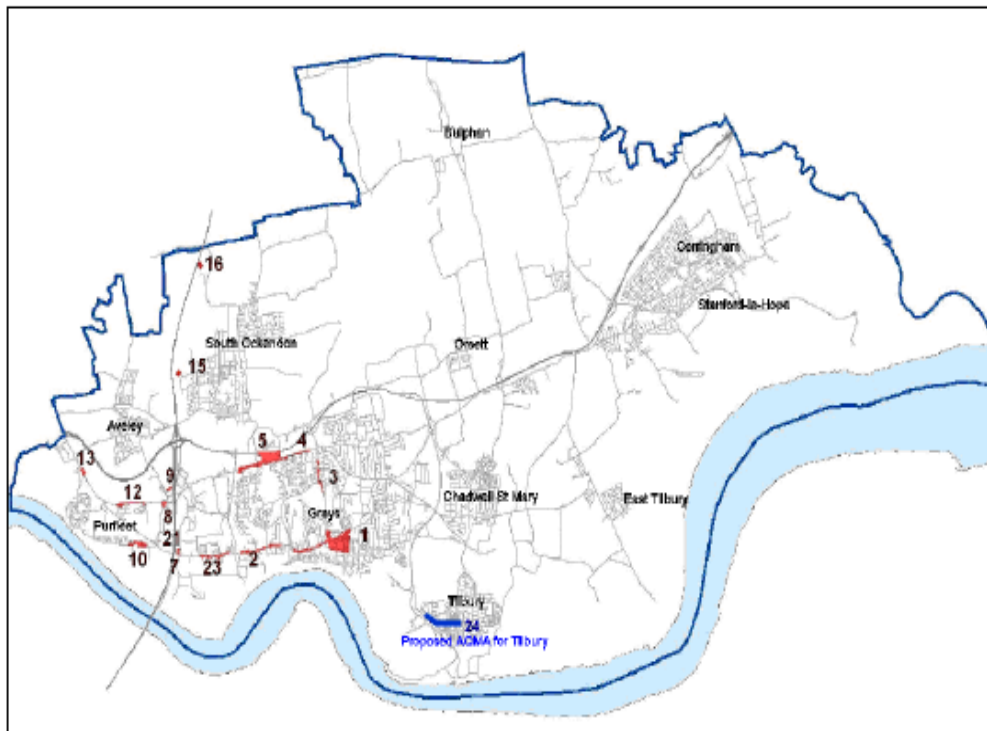 Bulphan
Corringham
16
Stanford-le-Hope
South Ockendon
Orsett
15
Aveley
5
4
13
9
3
Chadwell St Mary
East Tilbury
12
8
Grays
Purfleet
21
1
10
7
23
2
Tilbury
24
Proposed AQMA for Tilbury